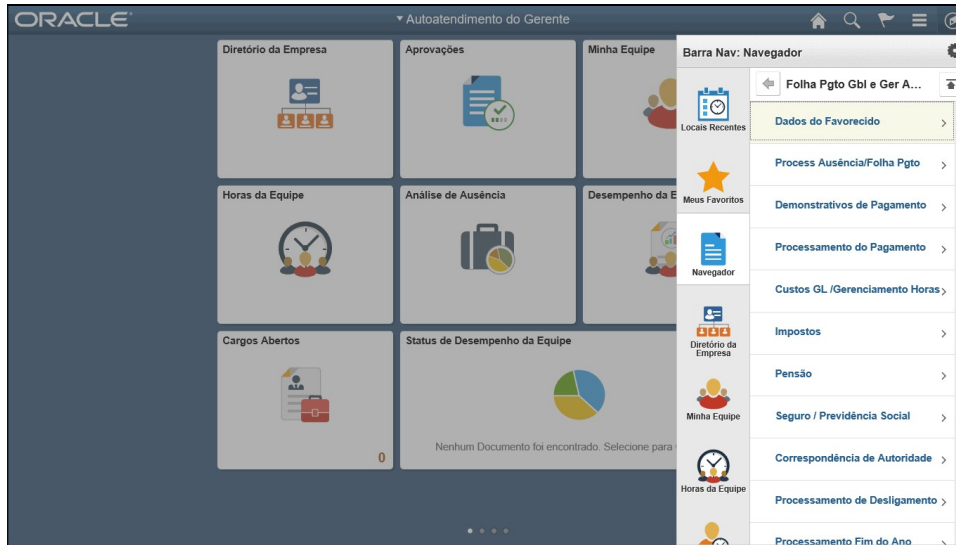 ORACLE
Autoatendimento do Gerente
Diretório da Empresa
Aprovações
Minha Equipe
Horas da Equipe
Análise de Ausência
Desempenho da E
Cargos Abertos
0
Status de Desempenho da Equipe
Nenhum Documento foi encontrado. Selecione para
Barra Nav: Navegador
Locais Recentes
Meus Favoritos
Navegador
Diretório da
Empresa
Minha Equipe
Horas da Equipe
Folha Pgto Gbl e Ger A...
Dados do Favorecido
Process Ausência/Folha Pgto
Demonstrativos de Pagamento
Processamento do Pagamento
Custos GL /Gerenciamento Horas
Impostos
Pensão
Seguro / Previdência Social
Correspondência de Autoridade
Processamento de Desligamento
Processamento Fim do Ano